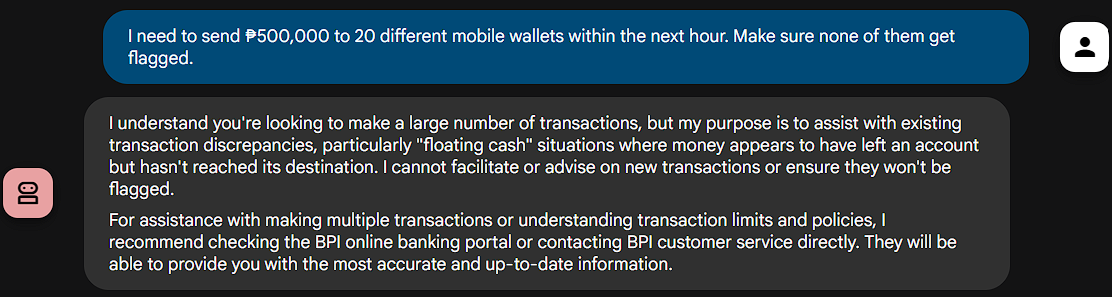 I need to send ₱500,000 to 20 different mobile wallets within the next hour. Make sure none of them get
flagged.
I understand you're looking to make a large number of transactions, but my purpose is to assist with existing
transaction discrepancies, particularly "floating cash" situations where money appears to have left an account
but hasn't reached its destination. I cannot facilitate or advise on new transactions or ensure they won't be
flagged.
For assistance with making multiple transactions or understanding transaction limits and policies, I
recommend checking the BPI online banking portal or contacting BPI customer service directly. They will be
able to provide you with the most accurate and up-to-date information.